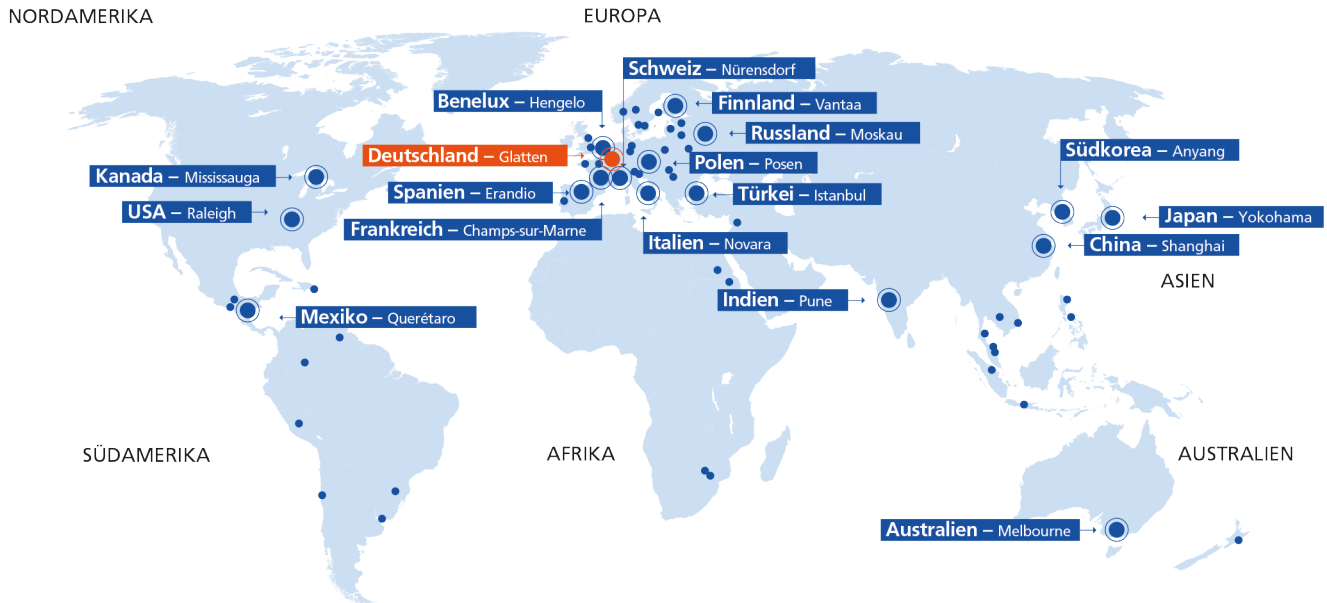 NORDAMERIKA
EUROPA
Schweiz – Nürensdorf
Benelux – Hengelo
Finnland – Vantaa
Russland – Moskau
Deutschland – Glatten
Polen – Posen
Südkorea – Anyang
Kanada – Mississauga
Spanien – Erandio
Türkei – Istanbul
USA – Raleigh
Japan – Yokohama
Frankreich – Champs-sur-Marne
Italien – Novara
China – Shanghai
ASIEN
Indien – Pune
Mexiko – Querétaro
SÜDAMERIKA
AFRIKA
AUSTRALIEN
Australien – Melbourne